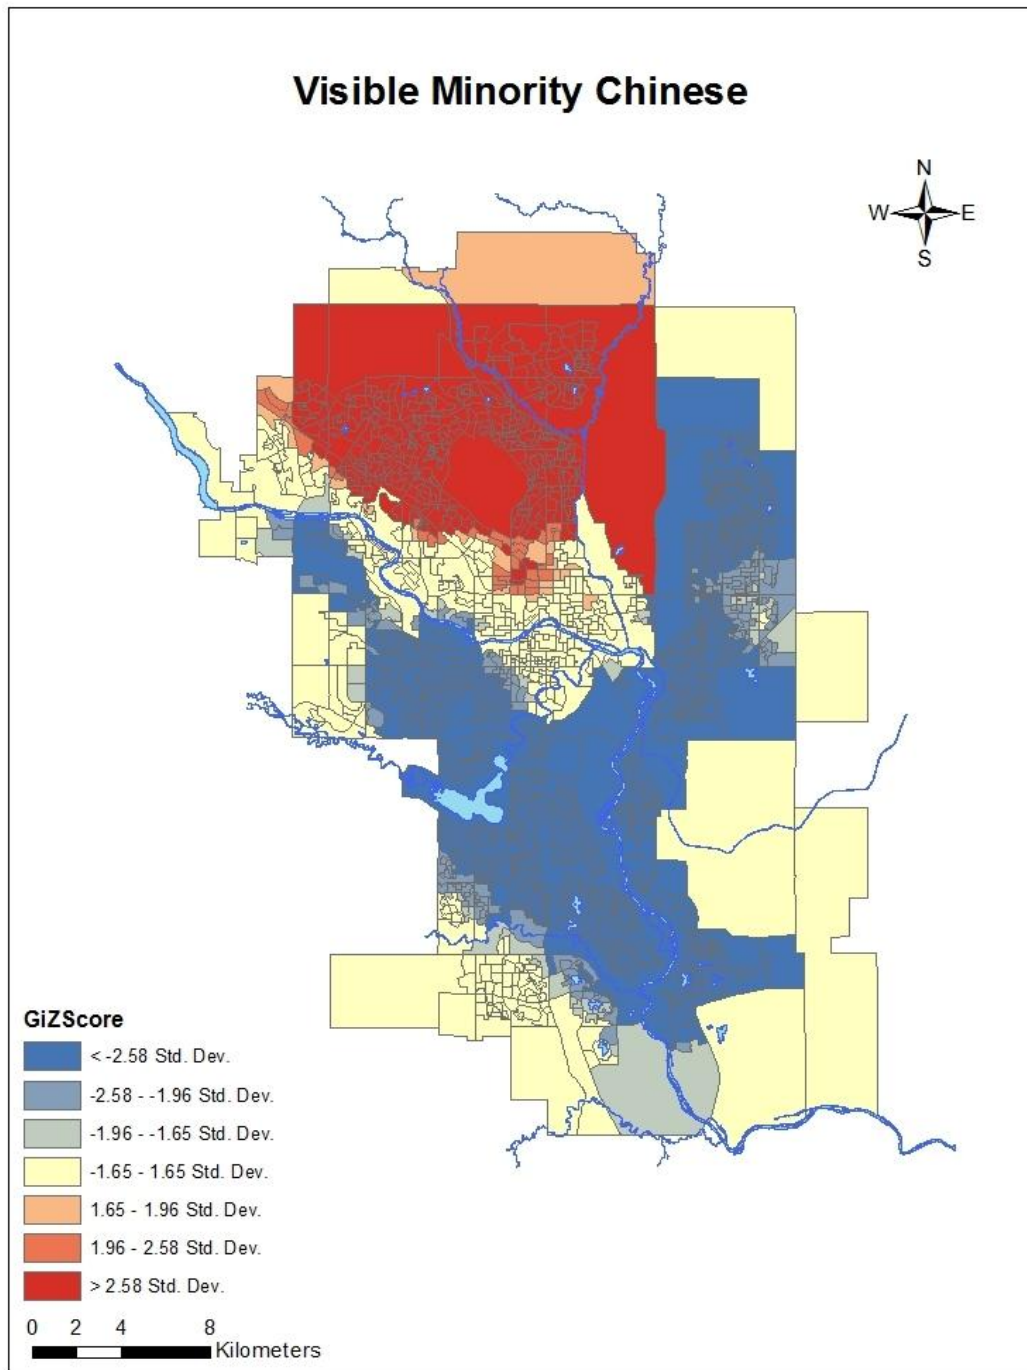 Visible Minority Chinese
N
W E
S
GiZScore
< -2.58 Std. Dev.
-2.58 - -1.96 Std. Dev.
-1.96 - -1.65 Std. Dev.
-1.65 - 1.65 Std. Dev.
1.65 - 1.96 Std. Dev.
1.96 - 2.58 Std. Dev.
> 2.58 Std. Dev.
0 2 4 8
Kilometers